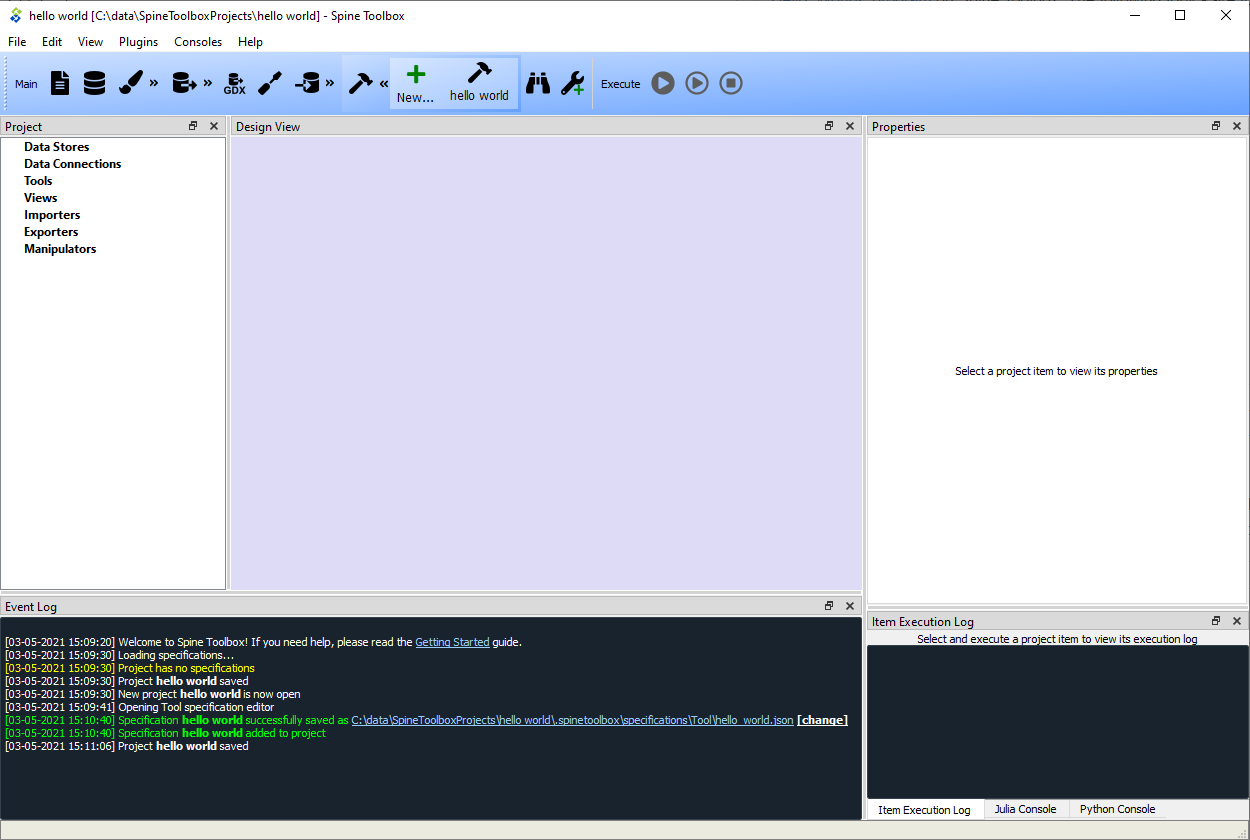 hello world [C:\data\SpineToolboxProjects\hello world] - Spine Toolbox
File Edit View Plugins Consoles Help
Main » » GDX » « New... hello world Execute
Project
Data Stores
Data Connections
Tools
Views
Importers
Exporters
Manipulators
Design View
Properties
Select a project item to view its properties
Event Log
[03-05-2021 15:09:20] Welcome to Spine Toolbox! If you need help, please read the Getting Started guide.
[03-05-2021 15:09:30] Loading specifications...
[03-05-2021 15:09:30] Project has no specifications
[03-05-2021 15:09:30] Project hello world saved
[03-05-2021 15:09:30] New project hello world is now open
[03-05-2021 15:09:41] Opening Tool specification editor
[03-05-2021 15:10:40] Specification hello world successfully saved as C:\data\SpineToolboxProjects\hello world\.spinetoolbox\specifications\Tool\hello_world.json [change]
[03-05-2021 15:10:40] Specification hello world added to project
[03-05-2021 15:11:06] Project hello world saved
Item Execution Log
Select and execute a project item to view its execution log
Item Execution Log Julia Console Python Console